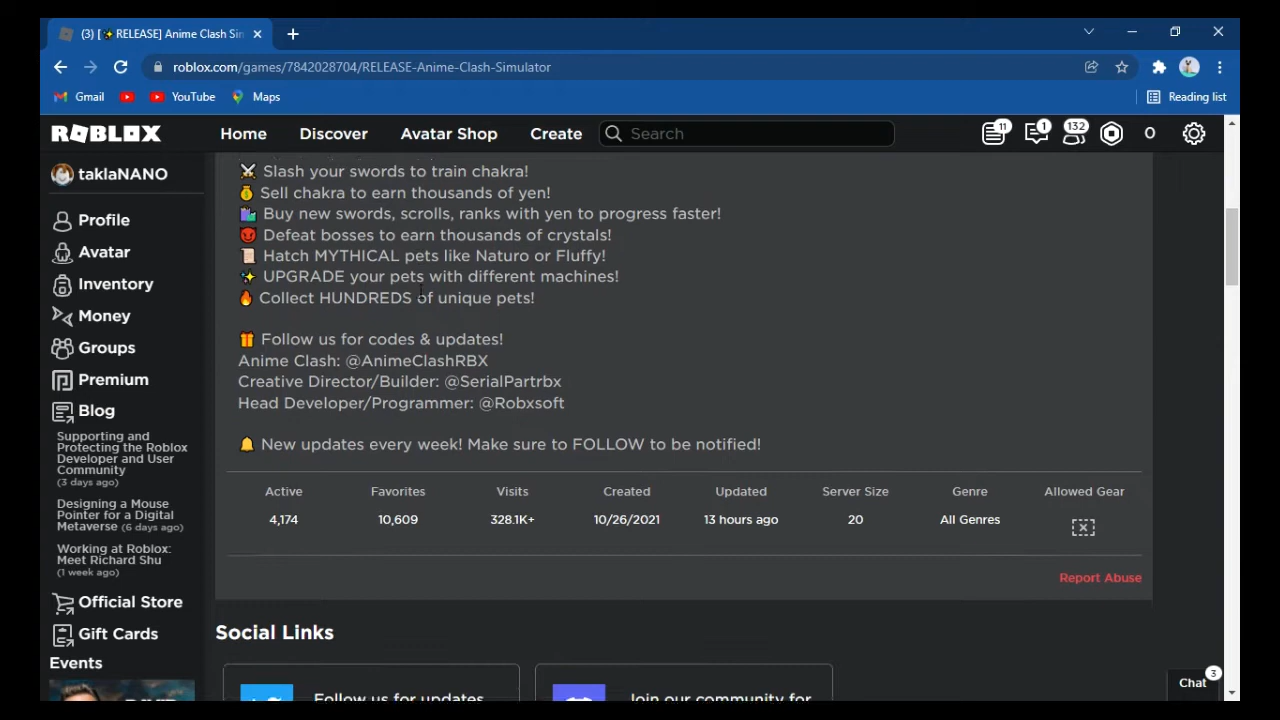 (3) [✨RELEASE] Anime Clash Sim
roblox.com/games/7842028704/RELEASE-Anime-Clash-Simulator
Gmail YouTube Maps Reading list
ROBLOX Home Discover Avatar Shop Create Search 11 1 132 0
taklaNANO
Profile
Avatar
Inventory
Money
Groups
Premium
Blog
Supporting and
Protecting the Roblox
Developer and User
Community
(3 days ago)
Designing a Mouse
Pointer for a Digital
Metaverse (6 days ago)
Working at Roblox:
Meet Richard Shu
(1 week ago)
Official Store
Gift Cards
Events
⚔️ Slash your swords to train chakra!
💰 Sell chakra to earn thousands of yen!
🛍️ Buy new swords, scrolls, ranks with yen to progress faster!
😈 Defeat bosses to earn thousands of crystals!
📜 Hatch MYTHICAL pets like Naturo or Fluffy!
✨ UPGRADE your pets with different machines!
🔥 Collect HUNDREDS of unique pets!
🎁 Follow us for codes & updates!
Anime Clash: @AnimeClashRBX
Creative Director/Builder: @SerialPartrbx
Head Developer/Programmer: @Robxsoft
🔔 New updates every week! Make sure to FOLLOW to be notified!
Active Favorites Visits Created Updated Server Size Genre Allowed Gear
4,174 10,609 328.1K+ 10/26/2021 13 hours ago 20 All Genres
Report Abuse
Social Links
Follow us for updates
Join our community for
Chat 3